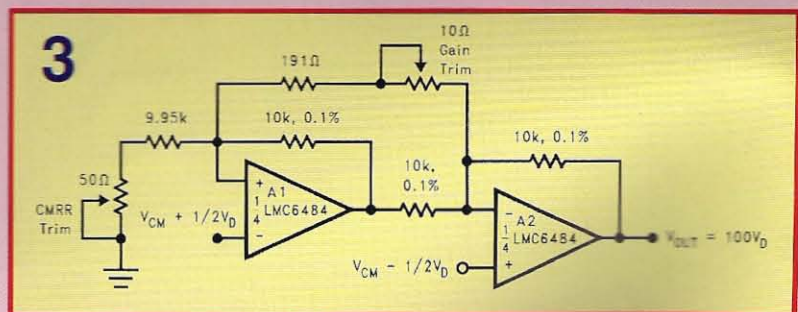 3
10Ω
Gain
Trim
191Ω
9.95k
10k, 0.1%
10k, 0.1%
10k,
0.1%
50Ω
CMRR
Trim
V_CM + 1/2V_D
+
A1
1/4
LMC6484
-
-
A2
1/4
LMC6484
+
V_CM - 1/2V_D
V_OUT = 100V_D